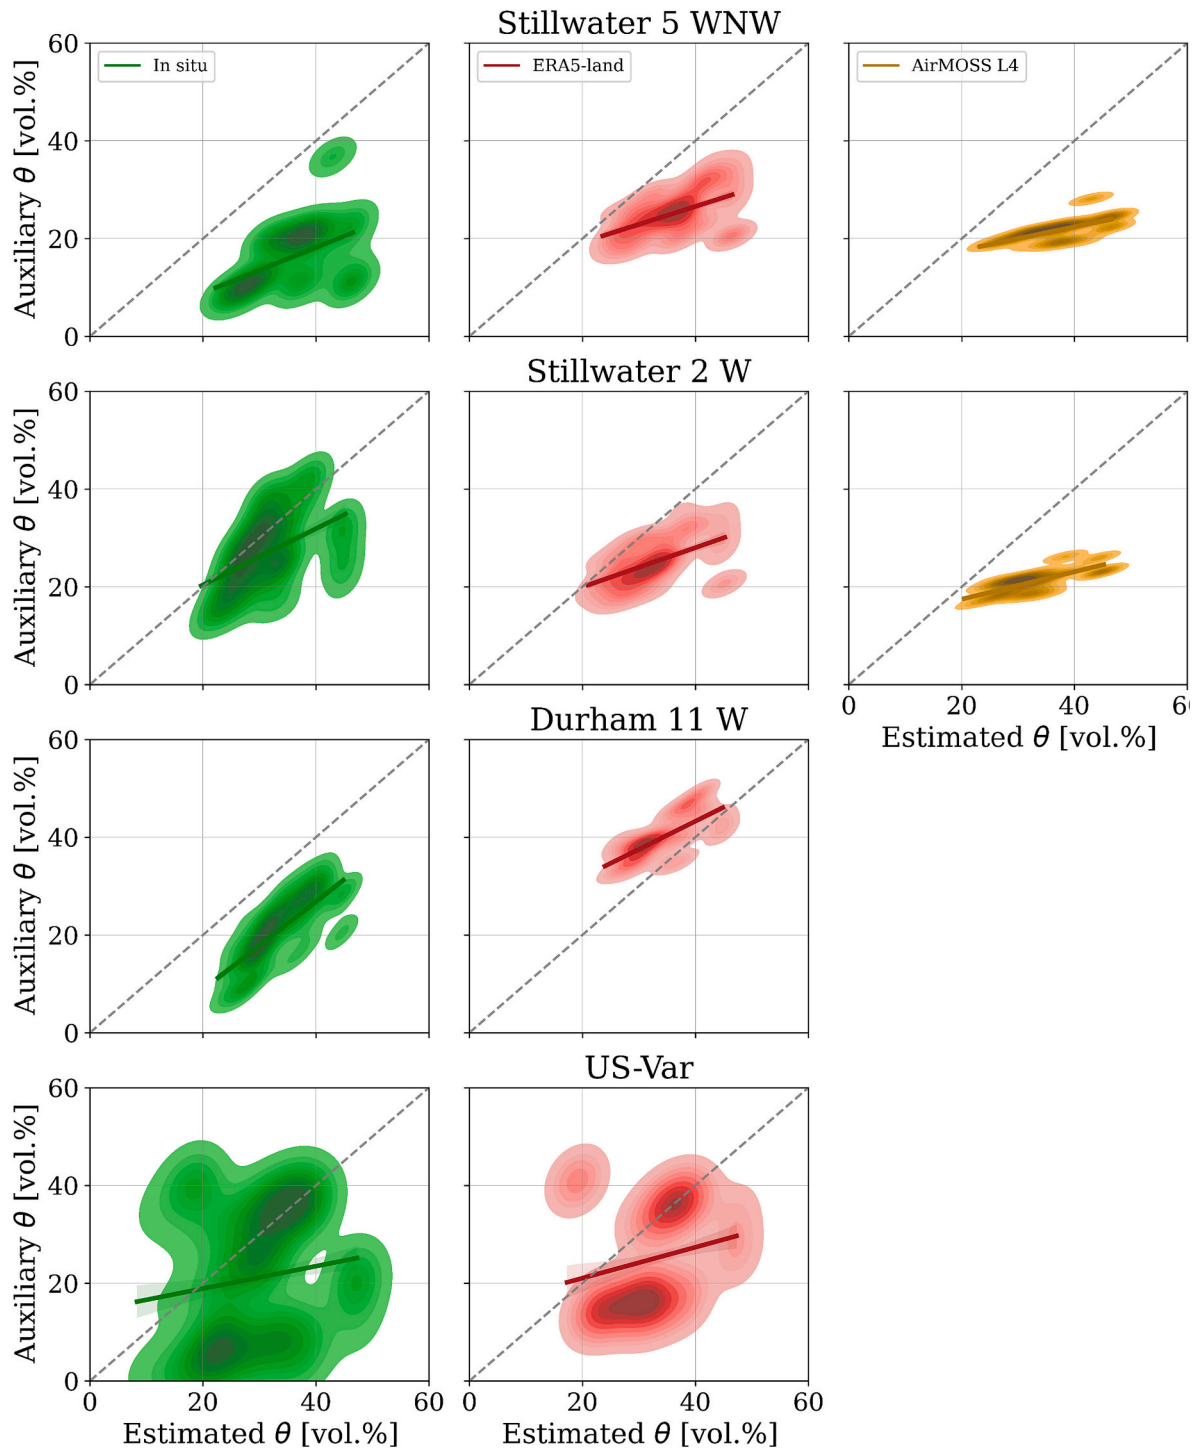 Stillwater 5 WNW
60
In situ
ERA5-land
AirMOSS L4
40
20
0
Auxiliary θ [vol.%]
Stillwater 2 W
60
40
20
0
Auxiliary θ [vol.%]
0 20 40 6
Estimated θ [vol.%]
Durham 11 W
60
40
20
0
Auxiliary θ [vol.%]
US-Var
60
40
20
0
Auxiliary θ [vol.%]
0 20 40 60 0 20 40 60
Estimated θ [vol.%] Estimated θ [vol.%]